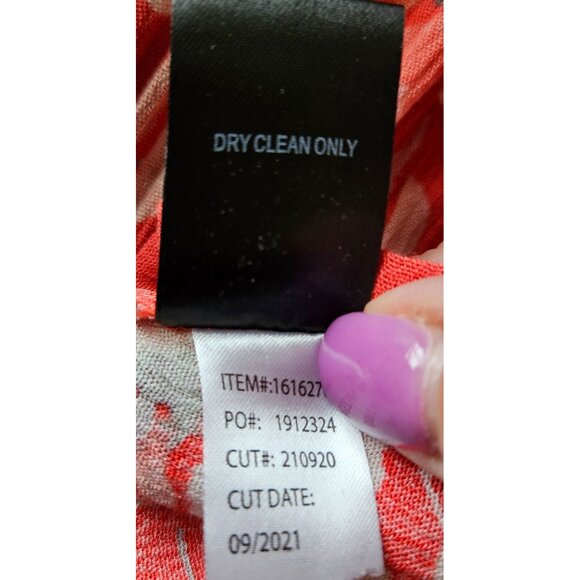 DRY CLEAN ONLY
ITEM#:161627
PO#: 1912324
CUT#: 210920
CUT DATE:
09/2021